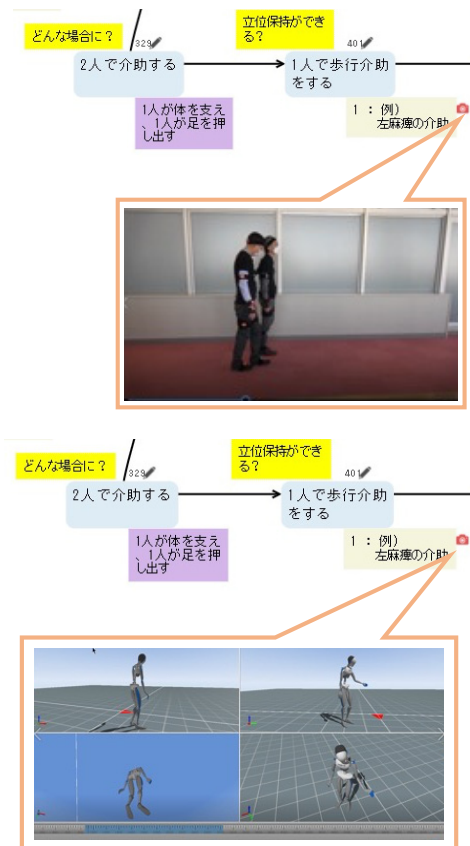 どんな場合に？
立位保持ができ
る？
329
401
2人で介助する
1人で歩行介助
をする
1人が体を支え
、1人が足を押
し出す
1 : 例)
左麻痺の介助
どんな場合に？
立位保持ができ
る？
329
401
2人で介助する
1人で歩行介助
をする
1人が体を支え
、1人が足を押
し出す
1 : 例)
左麻痺の介助